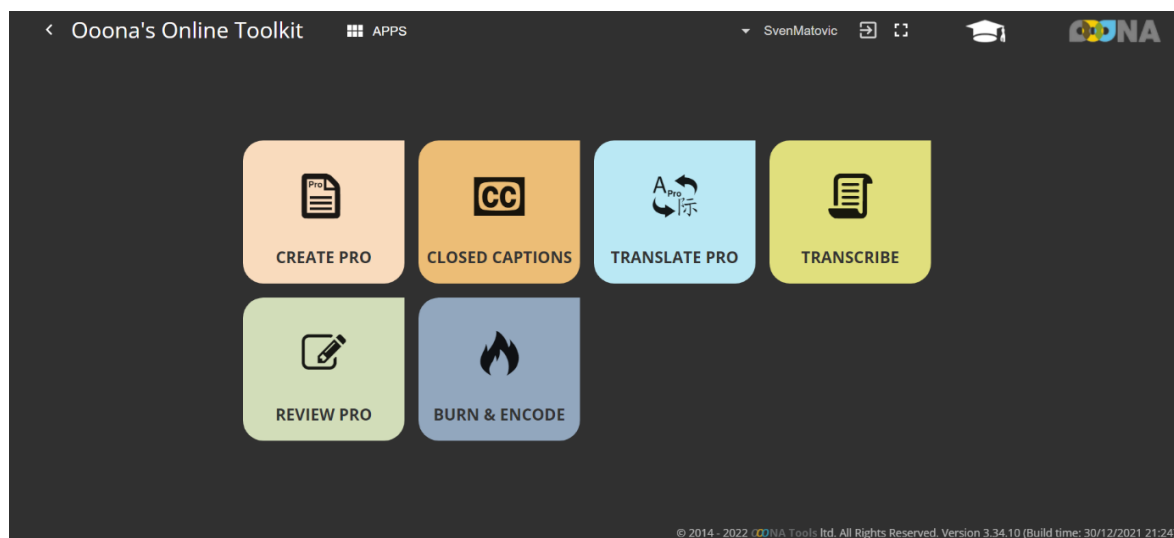 Ooona's Online Toolkit APPS SvenMatovic OOONA
Pro CC A Pro 际
CREATE PRO CLOSED CAPTIONS TRANSLATE PRO TRANSCRIBE
REVIEW PRO BURN & ENCODE
© 2014 - 2022 OOONA Tools ltd. All Rights Reserved. Version 3.34.10 (Build time: 30/12/2021 21:24